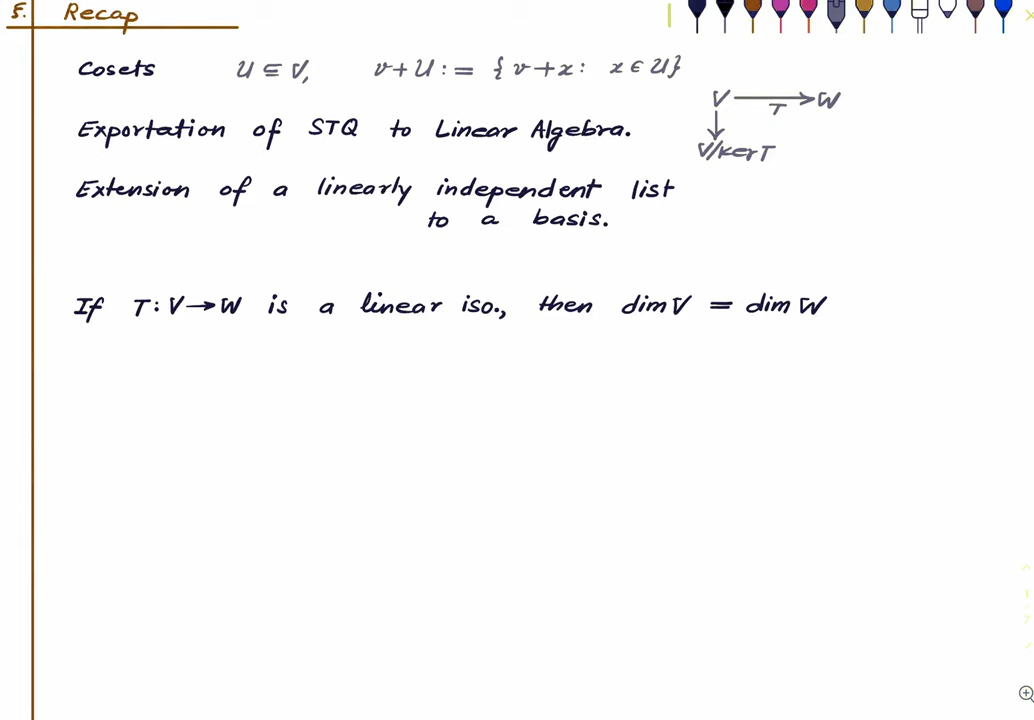 5. Recap
Cosets U ⊆ V, v + U := { v + x : x ∈ U }
V → W
T
Exportation of STQ to Linear Algebra.
V/Ker T
Extension of a linearly independent list
to a basis.
If T : V → W is a linear iso., then dim V = dim W